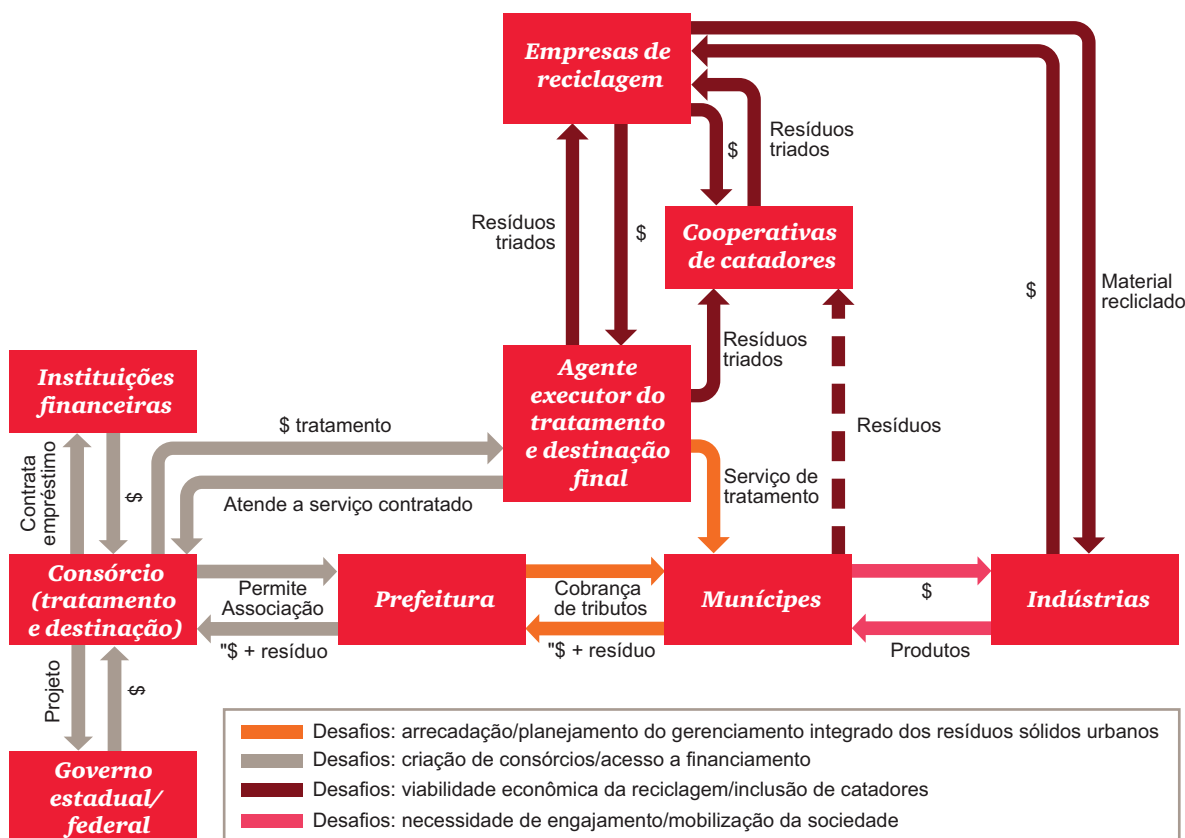 Empresas de
reciclagem
Resíduos
triados
$
Resíduos
triados
$
Cooperativas
de catadores
$
Material
recliclado
Resíduos
triados
Instituições
financeiras
Agente
executor do
tratamento
e destinação
final
$ tratamento
Resíduos
Contrata
empréstimo
$
Atende a serviço contratado
Serviço de
tratamento
Consórcio
(tratamento
e destinação)
Permite
Associação
"$ + resíduo
Prefeitura
Cobrança
de tributos
"$ + resíduo
Munícipes
$
Produtos
Indústrias
Projeto
$
Governo
estadual/
federal
Desafios: arrecadação/planejamento do gerenciamento integrado dos resíduos sólidos urbanos
Desafios: criação de consórcios/acesso a financiamento
Desafios: viabilidade econômica da reciclagem/inclusão de catadores
Desafios: necessidade de engajamento/mobilização da sociedade